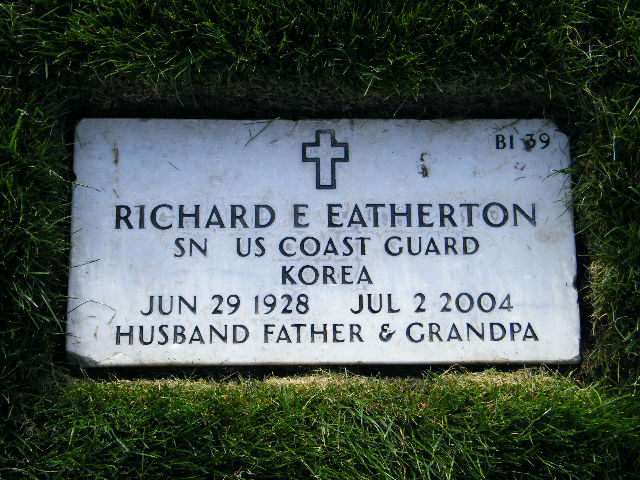 B1 39
RICHARD E EATHERTON
SN US COAST GUARD
KOREA
JUN 29 1928 JUL 2 2004
HUSBAND FATHER & GRANDPA